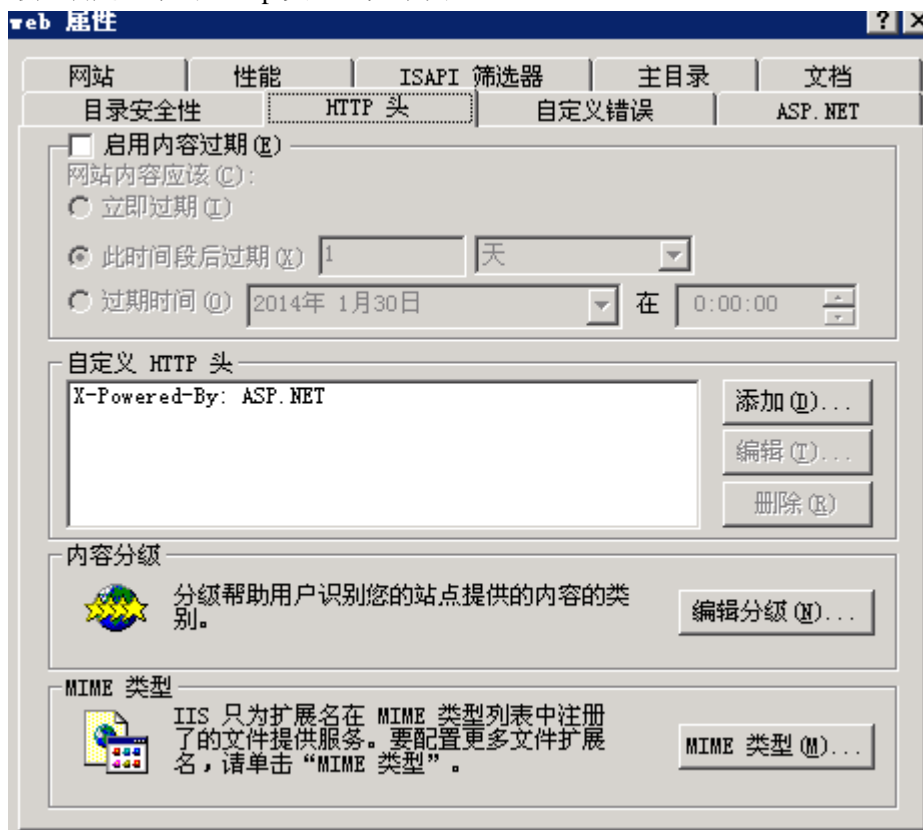 web 属性
网站
性能
ISAPI 筛选器
主目录
文档
目录安全性
HTTP 头
自定义错误
ASP.NET
启用内容过期(E)
网站内容应该(C):
立即过期(I)
此时间段后过期(X)
1
天
过期时间(O)
2014年 1月30日
在
0:00:00
自定义 HTTP 头
X-Powered-By: ASP.NET
添加(D)...
编辑(T)...
删除(R)
内容分级
分级帮助用户识别您的站点提供的内容的类
别。
编辑分级(N)...
MIME 类型
IIS 只为扩展名在 MIME 类型列表中注册
了的文件提供服务。要配置更多文件扩展
名，请单击“MIME 类型”。
MIME 类型(M)...